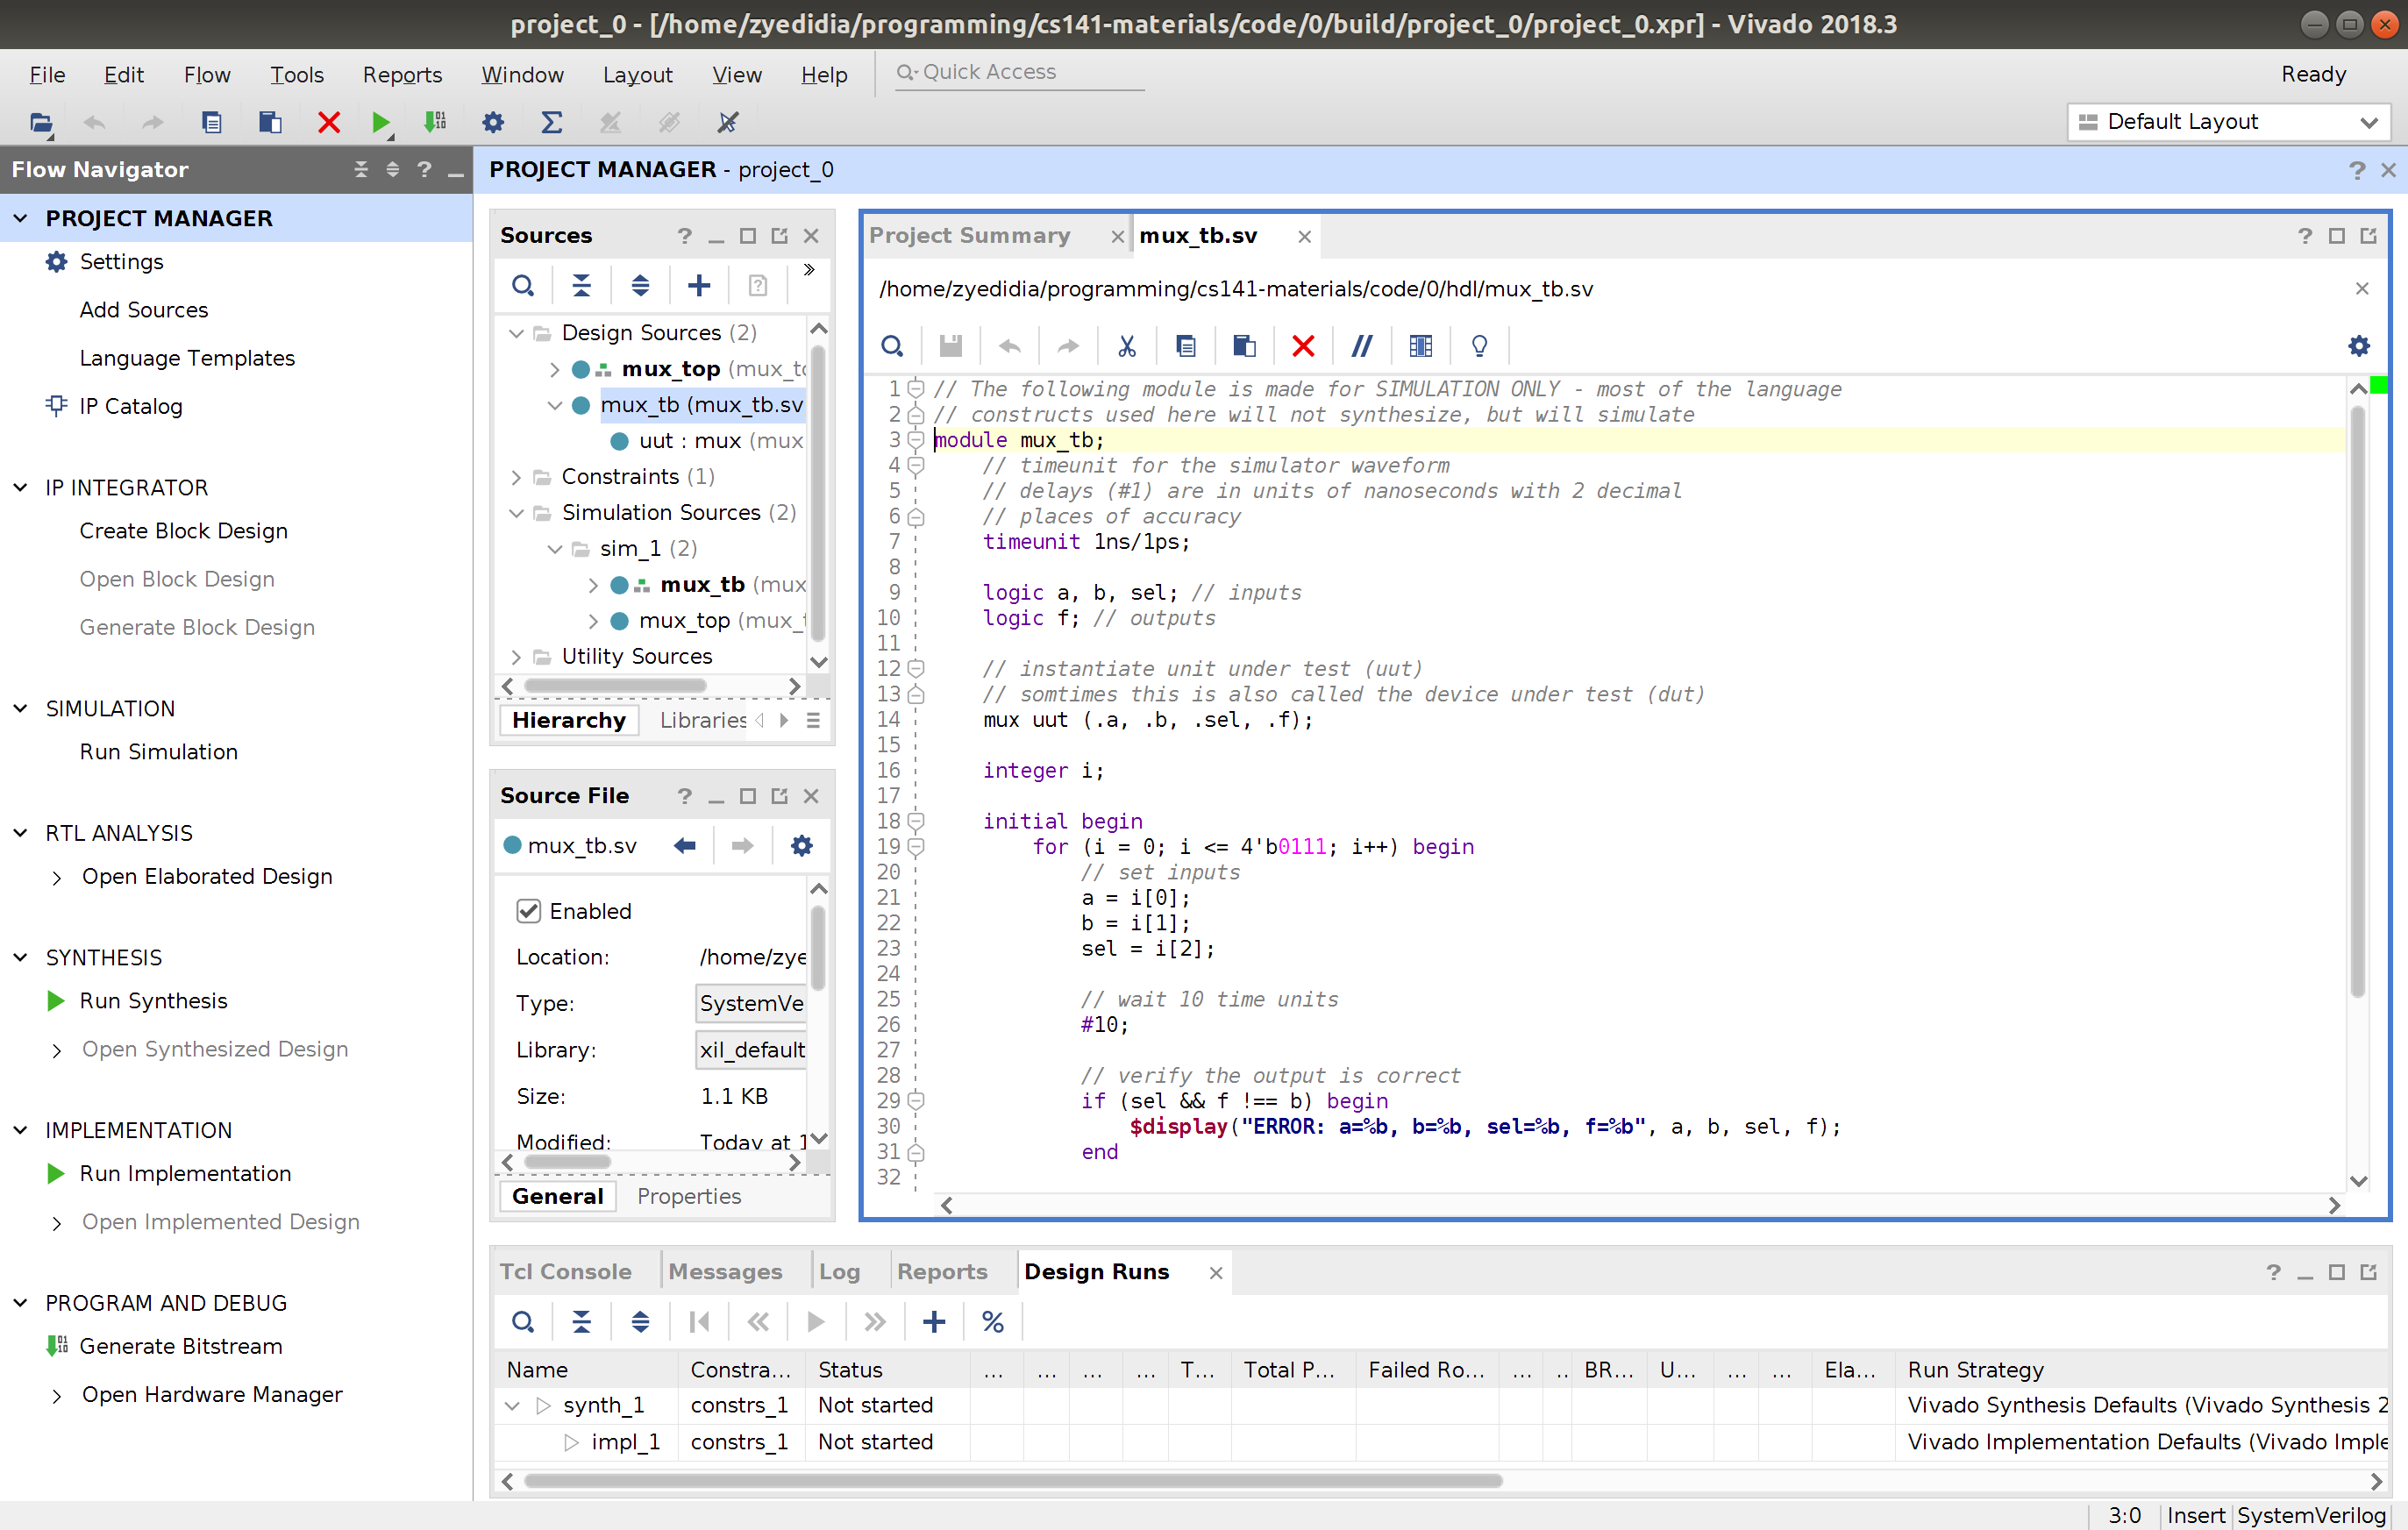 project_0 - [/home/zyedidia/programming/cs141-materials/code/0/build/project_0/project_0.xpr] - Vivado 2018.3
File Edit Flow Tools Reports Window Layout View Help Quick Access Ready
Default Layout
Flow Navigator
PROJECT MANAGER
Settings
Add Sources
Language Templates
IP Catalog
IP INTEGRATOR
Create Block Design
Open Block Design
Generate Block Design
SIMULATION
Run Simulation
RTL ANALYSIS
Open Elaborated Design
SYNTHESIS
Run Synthesis
Open Synthesized Design
IMPLEMENTATION
Run Implementation
Open Implemented Design
PROGRAM AND DEBUG
Generate Bitstream
Open Hardware Manager
PROJECT MANAGER - project_0
Sources
Design Sources (2)
mux_top (mux_to
mux_tb (mux_tb.sv
uut : mux (mux
Constraints (1)
Simulation Sources (2)
sim_1 (2)
mux_tb (mux
mux_top (mux_t
Utility Sources
Hierarchy Libraries
Source File
mux_tb.sv
Enabled
Location: /home/zye
Type: SystemVe
Library: xil_default
Size: 1.1 KB
Modified: Today at 1
General Properties
Project Summary mux_tb.sv
/home/zyedidia/programming/cs141-materials/code/0/hdl/mux_tb.sv
1 // The following module is made for SIMULATION ONLY - most of the language
2 // constructs used here will not synthesize, but will simulate
3 module mux_tb;
4 // timeunit for the simulator waveform
5 // delays (#1) are in units of nanoseconds with 2 decimal
6 // places of accuracy
7 timeunit 1ns/1ps;
8
9 logic a, b, sel; // inputs
10 logic f; // outputs
11
12 // instantiate unit under test (uut)
13 // somtimes this is also called the device under test (dut)
14 mux uut (.a, .b, .sel, .f);
15
16 integer i;
17
18 initial begin
19 for (i = 0; i <= 4'b0111; i++) begin
20 // set inputs
21 a = i[0];
22 b = i[1];
23 sel = i[2];
24
25 // wait 10 time units
26 #10;
27
28 // verify the output is correct
29 if (sel && f !== b) begin
30 $display("ERROR: a=%b, b=%b, sel=%b, f=%b", a, b, sel, f);
31 end
32
Tcl Console Messages Log Reports Design Runs
Name Constra... Status ... ... ... ... T... Total P... Failed Ro... ... .. BR... U... ... ... Ela... Run Strategy
synth_1 constrs_1 Not started Vivado Synthesis Defaults (Vivado Synthesis 2
impl_1 constrs_1 Not started Vivado Implementation Defaults (Vivado Imple
3:0 Insert SystemVerilog